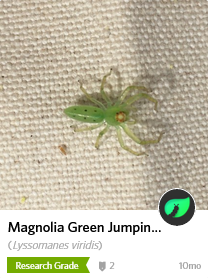 Magnolia Green Jumpin...
(Lyssomanes viridis)
Research Grade 2 10mo